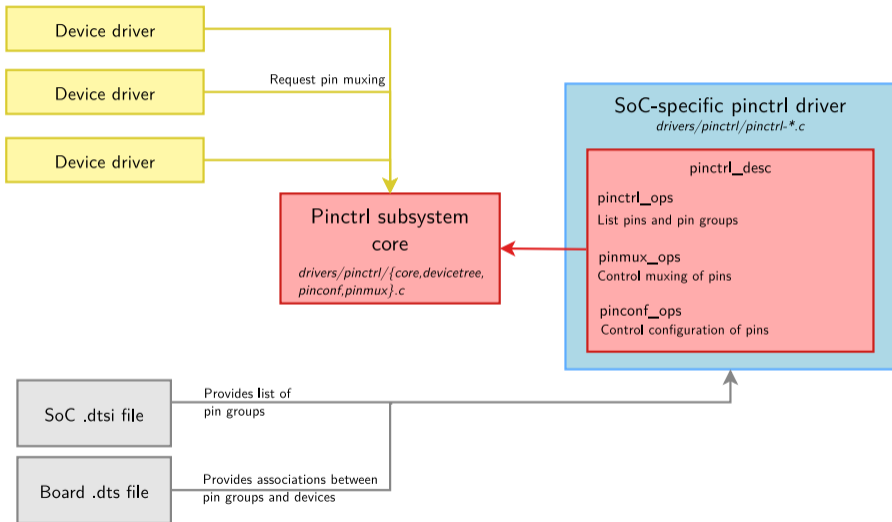 Device driver
Request pin muxing
Device driver
Device driver
SoC-specific pinctrl driver
drivers/pinctrl/pinctrl-*.c
pinctrl_desc
pinctrl_ops
List pins and pin groups
pinmux_ops
Control muxing of pins
pinconf_ops
Control configuration of pins
Pinctrl subsystem
core
drivers/pinctrl/{core,devicetree,
pinconf,pinmux}.c
SoC .dtsi file
Provides list of
pin groups
Board .dts file
Provides associations between
pin groups and devices